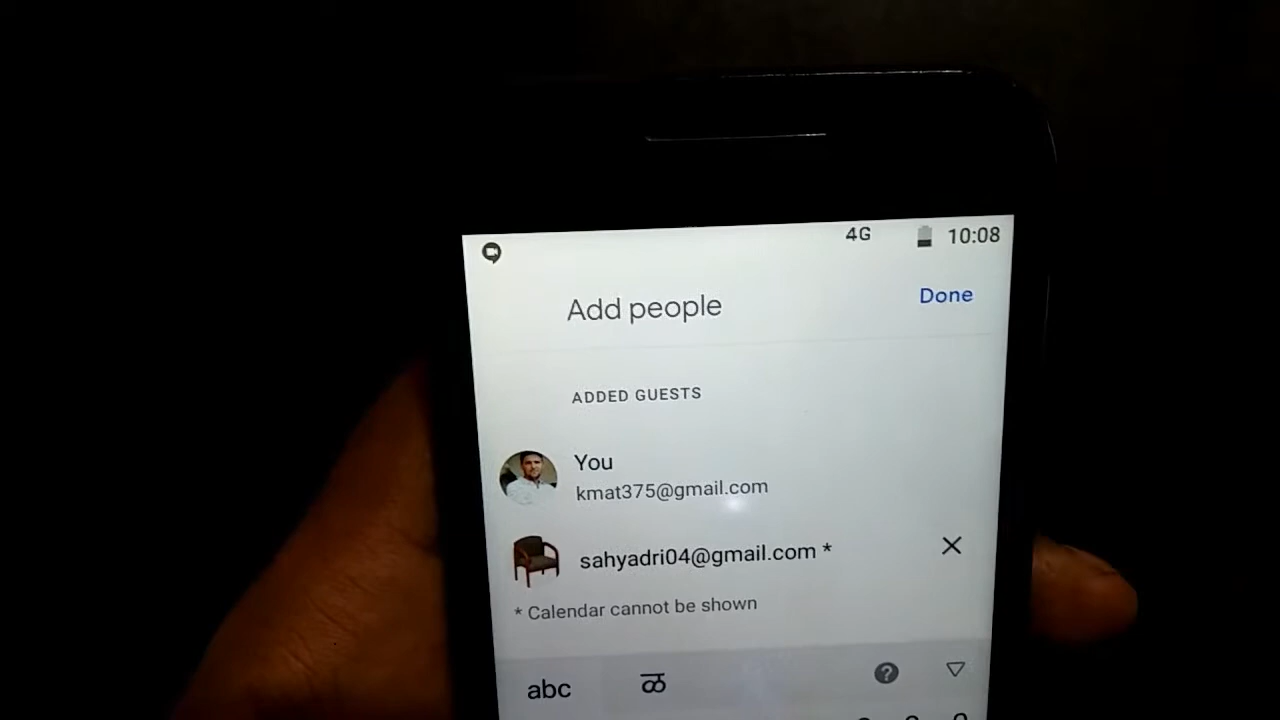 4G 10:08
Add people Done
ADDED GUESTS
You
kmat375@gmail.com
sahyadri04@gmail.com *
* Calendar cannot be shown
abc ळ